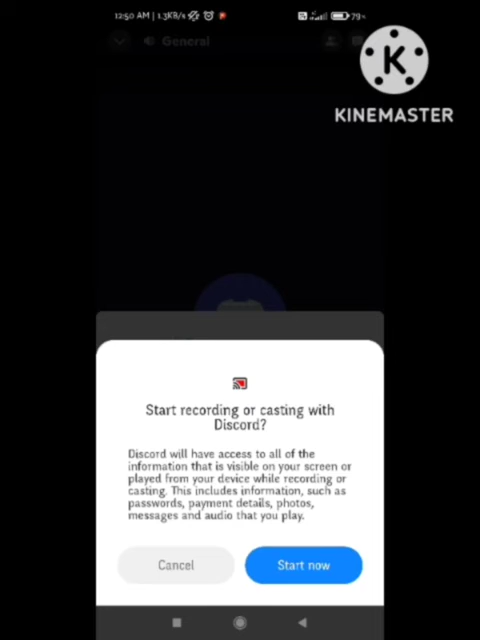 12:50 AM | 1.3KB/s
79%
General
KINEMASTER
Start recording or casting with
Discord?
Discord will have access to all of the
information that is visible on your screen or
played from your device while recording or
casting. This includes information, such as
passwords, payment details, photos,
messages and audio that you play.
Cancel
Start now